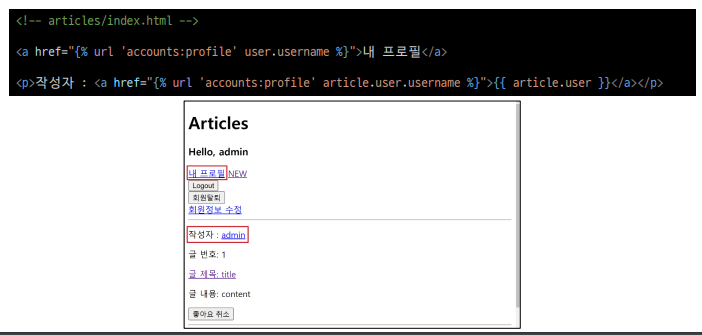 <!-- articles/index.html -->
<a href="{% url 'accounts:profile' user.username %}">내 프로필</a>
<p>작성자 : <a href="{% url 'accounts:profile' article.user.username %}">{{ article.user }}</a></p>
Articles
Hello, admin
내 프로필 NEW
Logout
회원탈퇴
회원정보 수정
작성자 : admin
글 번호: 1
글 제목: title
글 내용: content
좋아요 취소